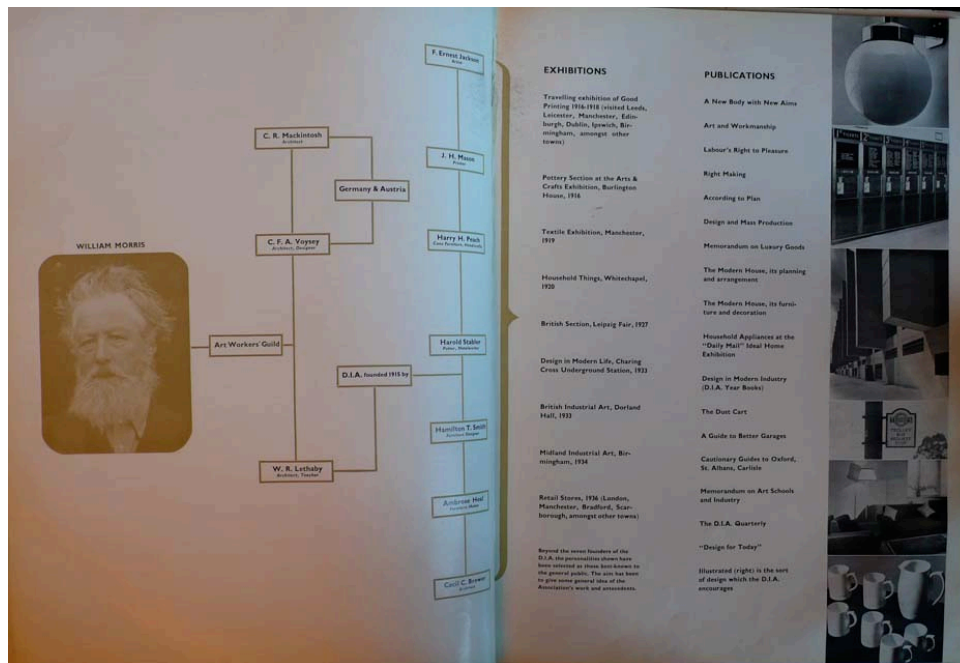 WILLIAM MORRIS
Art Workers' Guild
C. R. Mackintosh
Architect
Germany & Austria
C. F. A. Voysey
Architect, Designer
D.I.A. founded 1915 by
W. R. Lethaby
Architect, Teacher
F. Ernest Jackson
Artist
J. H. Mason
Printer
Harry H. Peach
Harold Stabler
Hamilton T. Smith
Ambrose Heal
Cecil C. Brewer
Architect
EXHIBITIONS
Travelling exhibition of Good
Printing 1916-1918 (visited Leeds,
Leicester, Manchester, Edin-
burgh, Dublin, Ipswich, Bir-
mingham, amongst other
towns)
Pottery Section at the Arts &
Crafts Exhibition, Burlington
House, 1916
Textile Exhibition, Manchester,
1919
Household Things, Whitechapel,
1920
British Section, Leipzig Fair, 1927
Design in Modern Life, Charing
Cross Underground Station, 1933
British Industrial Art, Dorland
Hall, 1933
Midland Industrial Art, Bir-
mingham, 1934
Retail Stores, 1936 (London,
Manchester, Bradford, Scar-
borough, amongst other towns)
Beyond the seven founders of the
D.I.A. the personalities shown have
been selected as those best-known to
the general public. The aim has been
to give some general idea of the
Association's work and antecedents.
PUBLICATIONS
A New Body with New Aims
Art and Workmanship
Labour's Right to Pleasure
Right Making
According to Plan
Design and Mass Production
Memorandum on Luxury Goods
The Modern House, its planning
and arrangement
The Modern House, its furni-
ture and decoration
Household Appliances at the
"Daily Mail" Ideal Home
Exhibition
Design in Modern Industry
(D.I.A. Year Books)
The Dust Cart
A Guide to Better Garages
Cautionary Guides to Oxford,
St. Albans, Carlisle
Memorandum on Art Schools
and Industry
The D.I.A. Quarterly
"Design for Today"
Illustrated (right) is the sort
of design which the D.I.A.
encourages